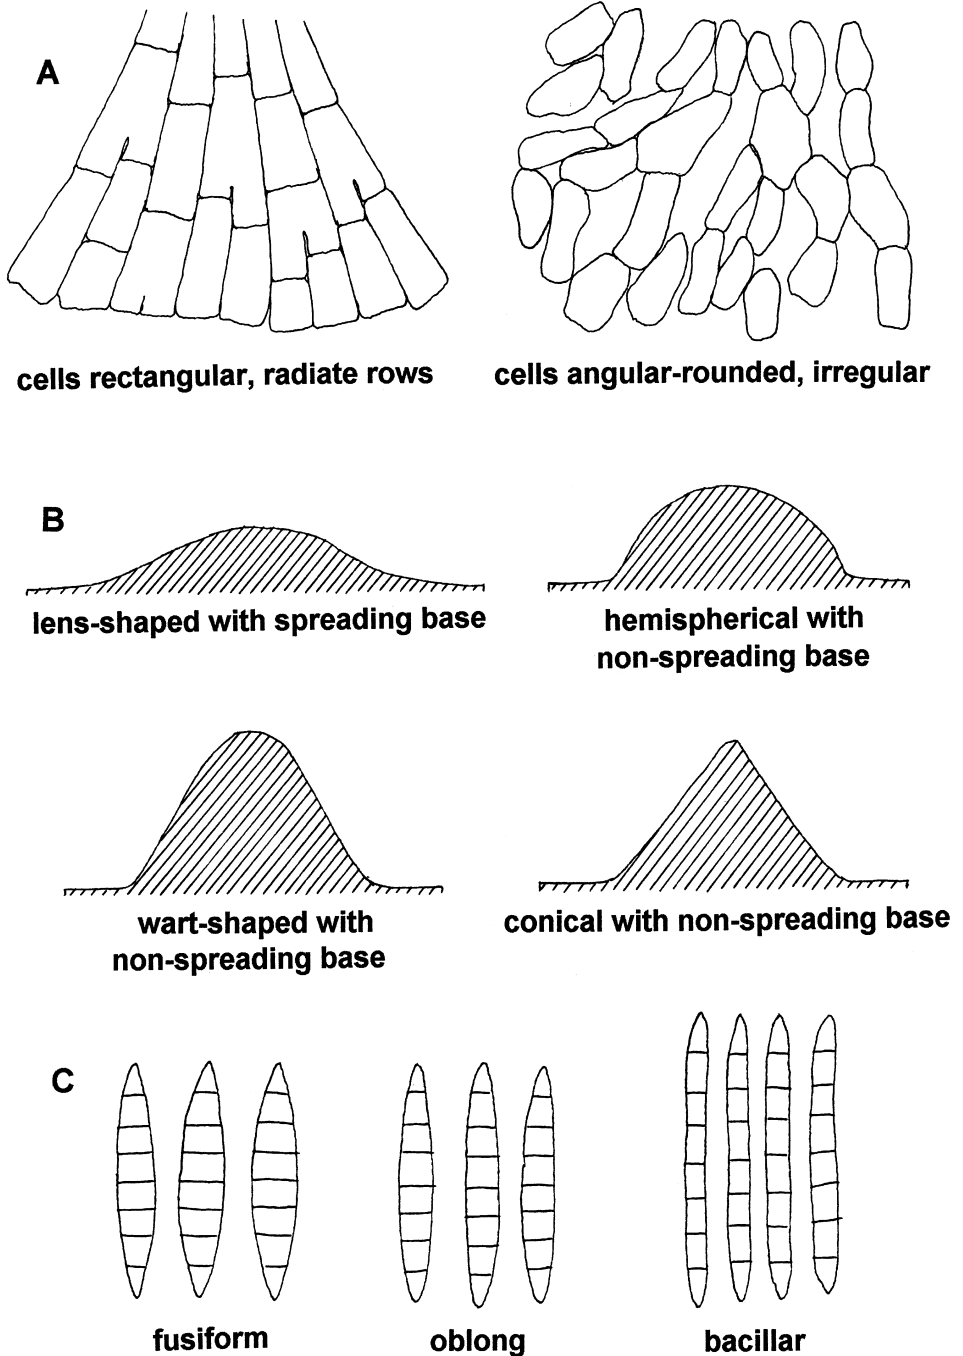 A
cells rectangular, radiate rows
cells angular-rounded, irregular
B
lens-shaped with spreading base
hemispherical with
non-spreading base
wart-shaped with
non-spreading base
conical with non-spreading base
C
fusiform
oblong
bacillar